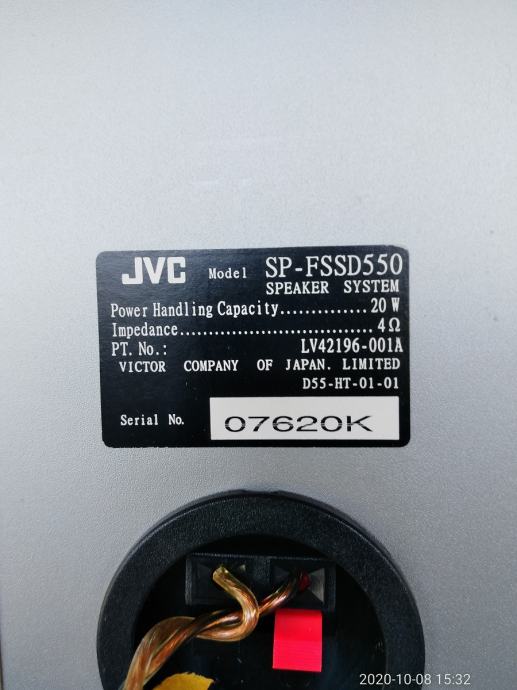 JVC Model SP-FSSD550
SPEAKER SYSTEM
Power Handling Capacity..............20 W
Impedance.................................4Ω
PT. No.: LV42196-001A
VICTOR COMPANY OF JAPAN. LIMITED
D55-HT-01-01
Serial No. 07620K
2020-10-08 15:32